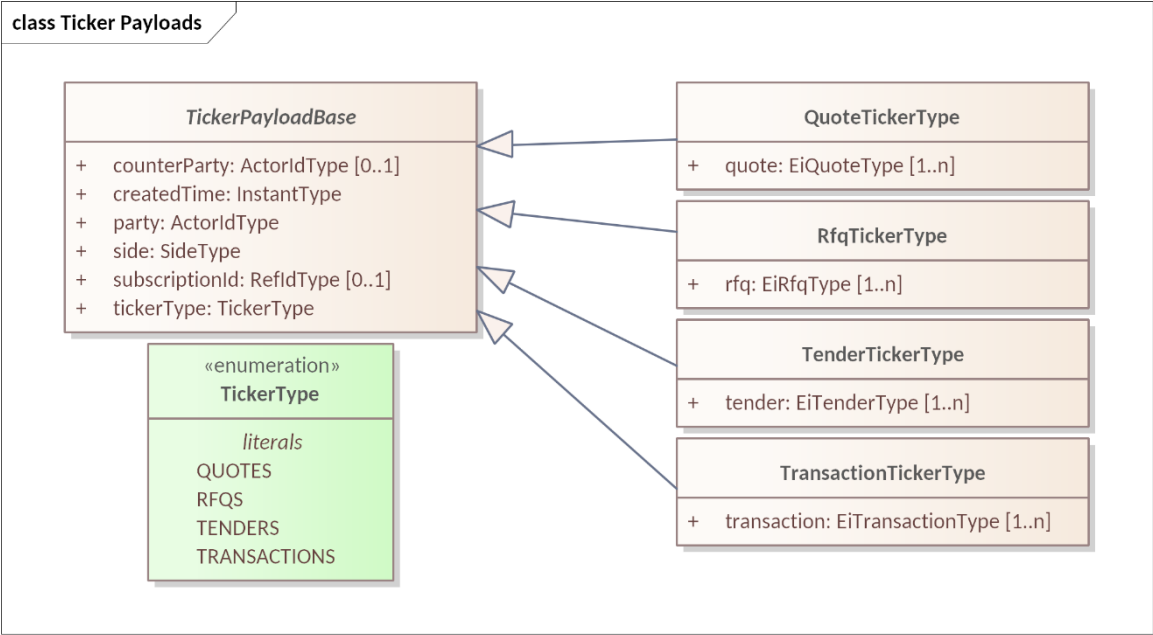 class Ticker Payloads
TickerPayloadBase
+ counterParty: ActorIdType [0..1]
+ createdTime: InstantType
+ party: ActorIdType
+ side: SideType
+ subscriptionId: RefIdType [0..1]
+ tickerType: TickerType
«enumeration»
TickerType
literals
QUOTES
RFQS
TENDERS
TRANSACTIONS
QuoteTickerType
+ quote: EiQuoteType [1..n]
RfqTickerType
+ rfq: EiRfqType [1..n]
TenderTickerType
+ tender: EiTenderType [1..n]
TransactionTickerType
+ transaction: EiTransactionType [1..n]